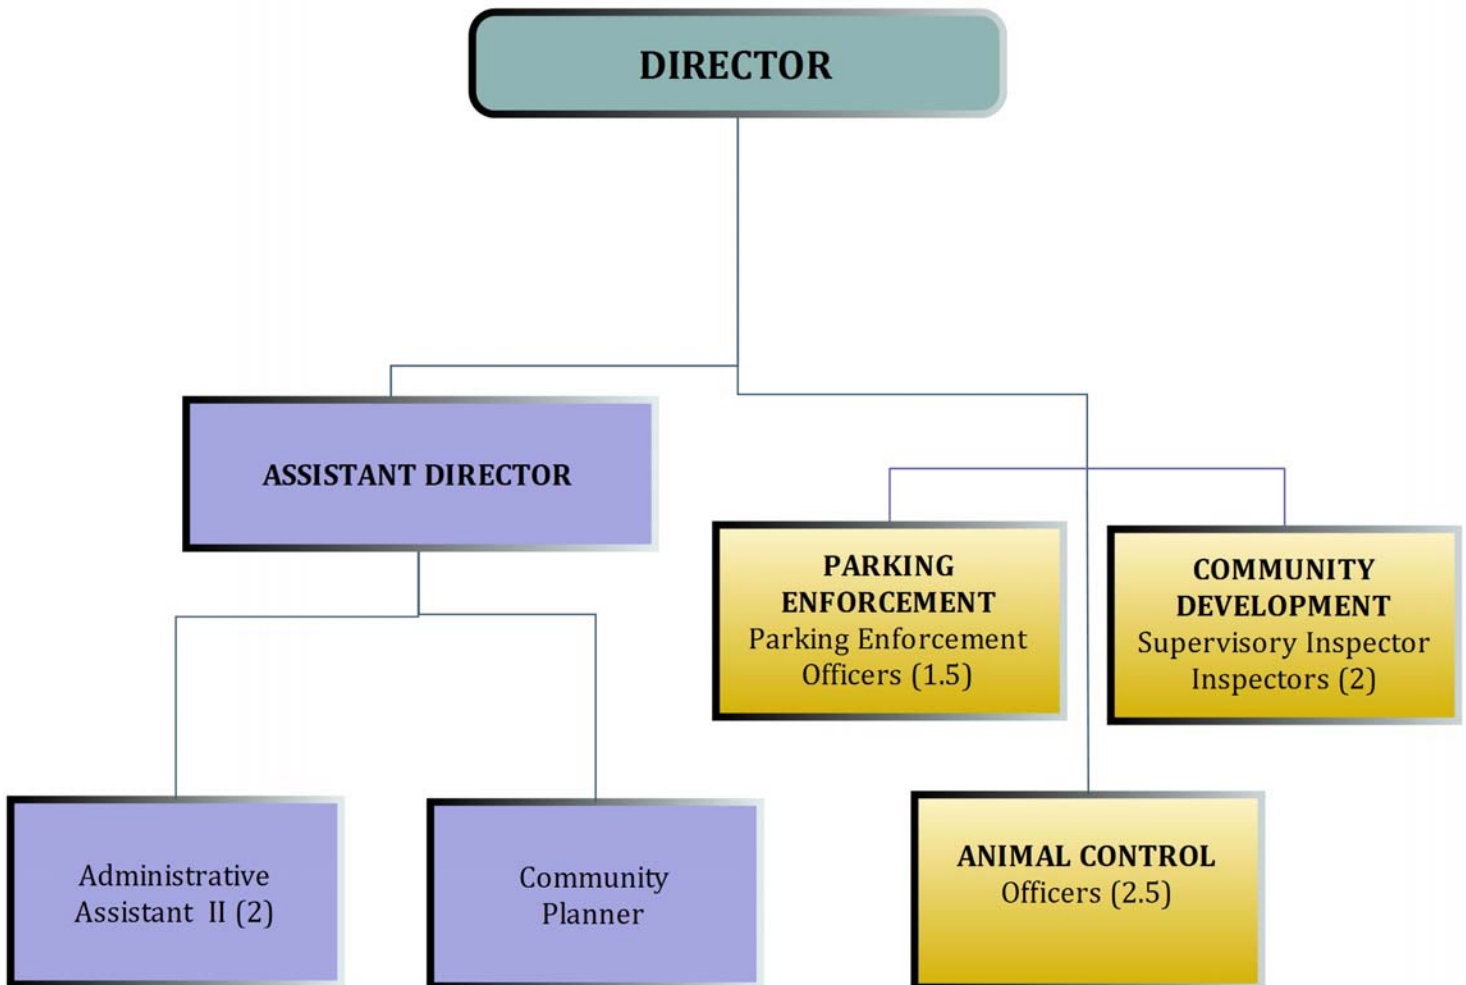 DIRECTOR
ASSISTANT DIRECTOR
PARKING
ENFORCEMENT
Parking Enforcement
Officers (1.5)
COMMUNITY
DEVELOPMENT
Supervisory Inspector
Inspectors (2)
Administrative
Assistant  II (2)
Community
Planner
ANIMAL CONTROL
Officers (2.5)